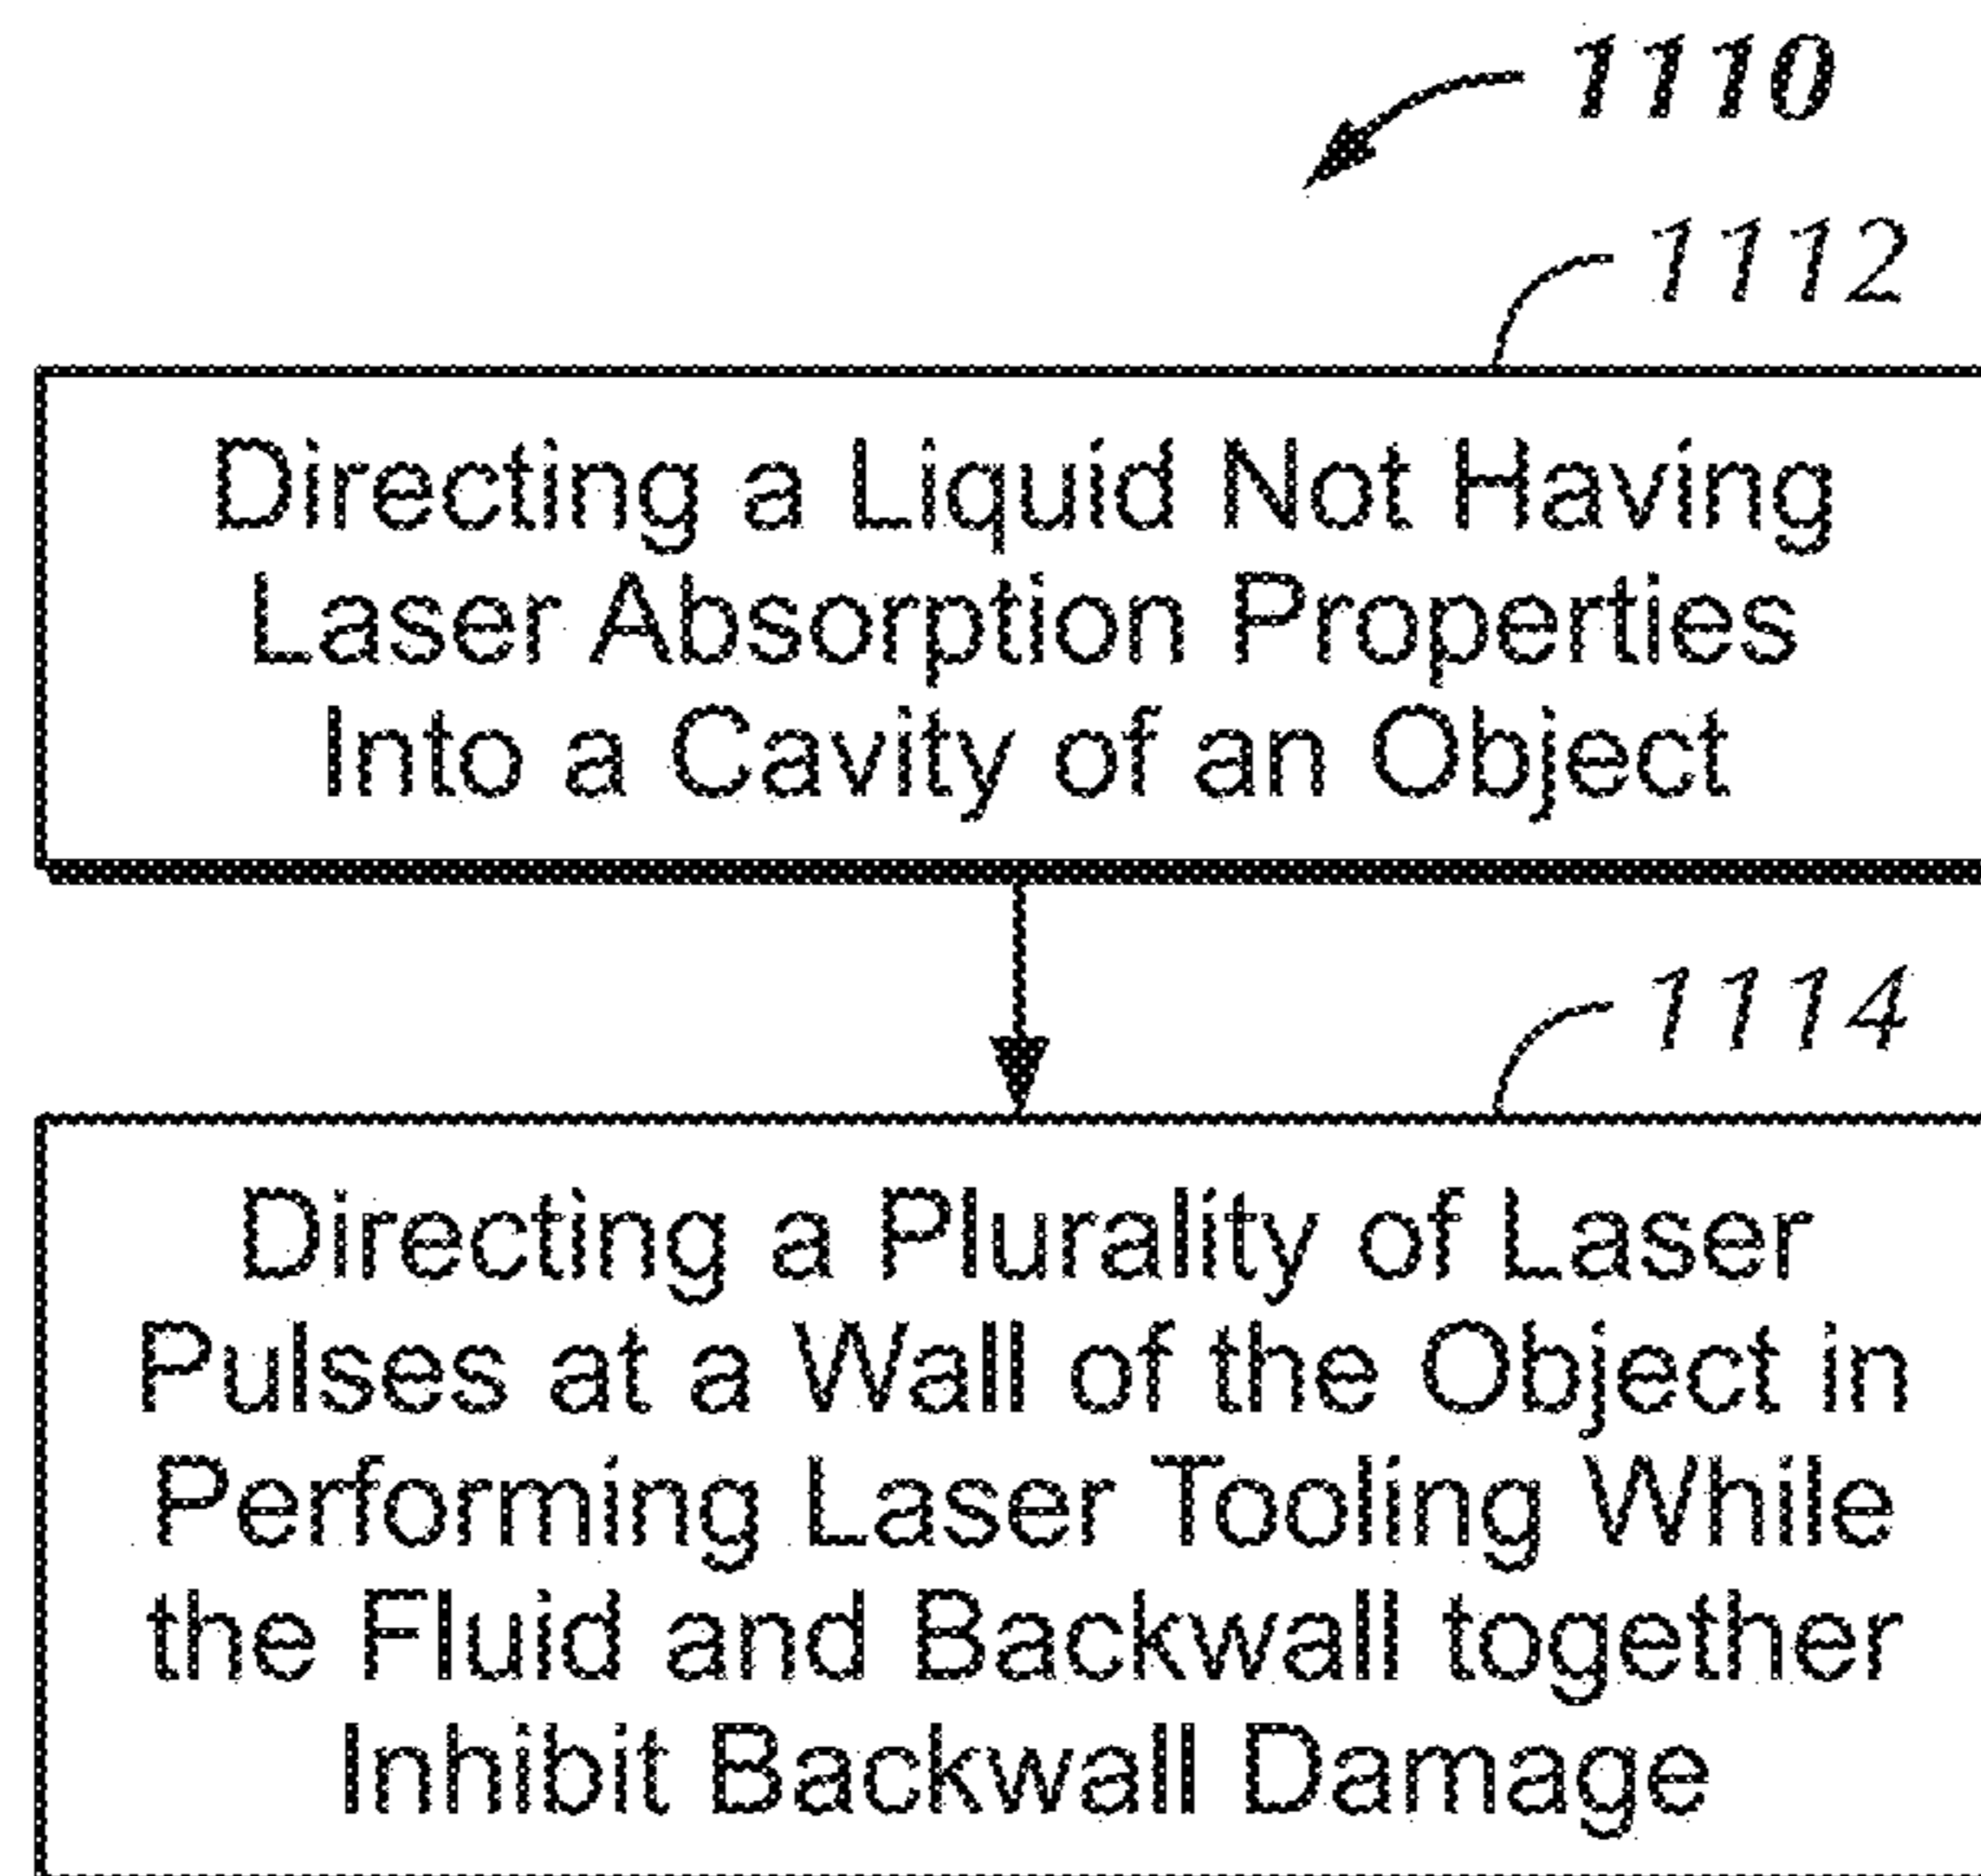 1110
1112
Directing a Liquid Not Having
Laser Absorption Properties
Into a Cavity of an Object
1114
Directing a Plurality of Laser
Pulses at a Wall of the Object in
Performing Laser Tooling While
the Fluid and Backwall together
Inhibit Backwall Damage